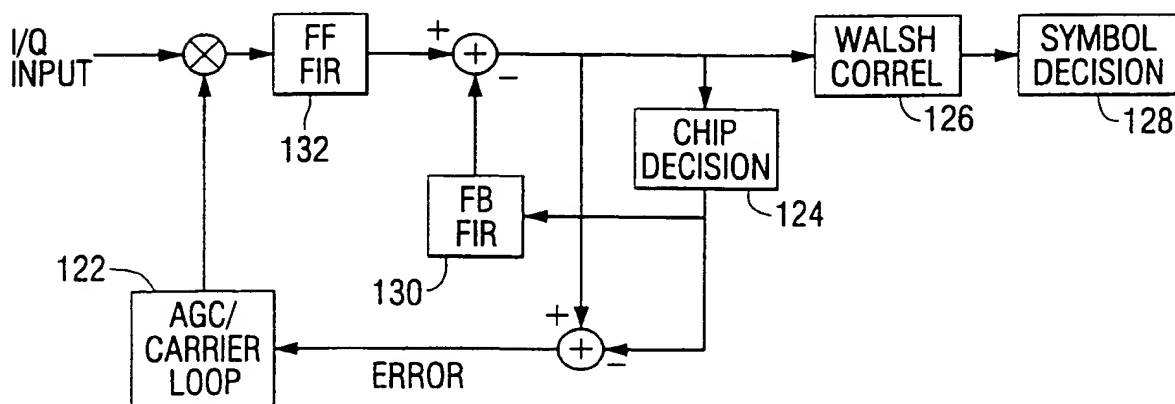 I/Q
INPUT
FF
FIR
132
+
+
−
WALSH
CORREL
126
SYMBOL
DECISION
128
CHIP
DECISION
124
FB
FIR
130
122
AGC/
CARRIER
LOOP
ERROR
+
+
−